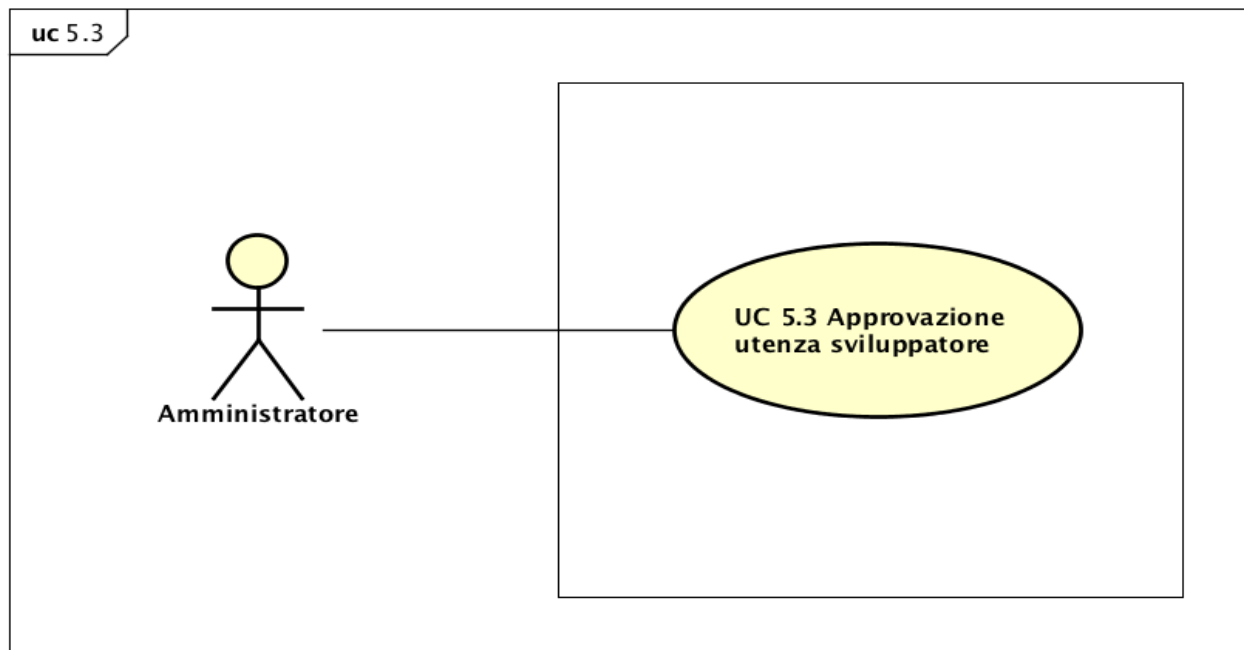 uc 5.3
UC 5.3 Approvazione
utenza sviluppatore
Amministratore